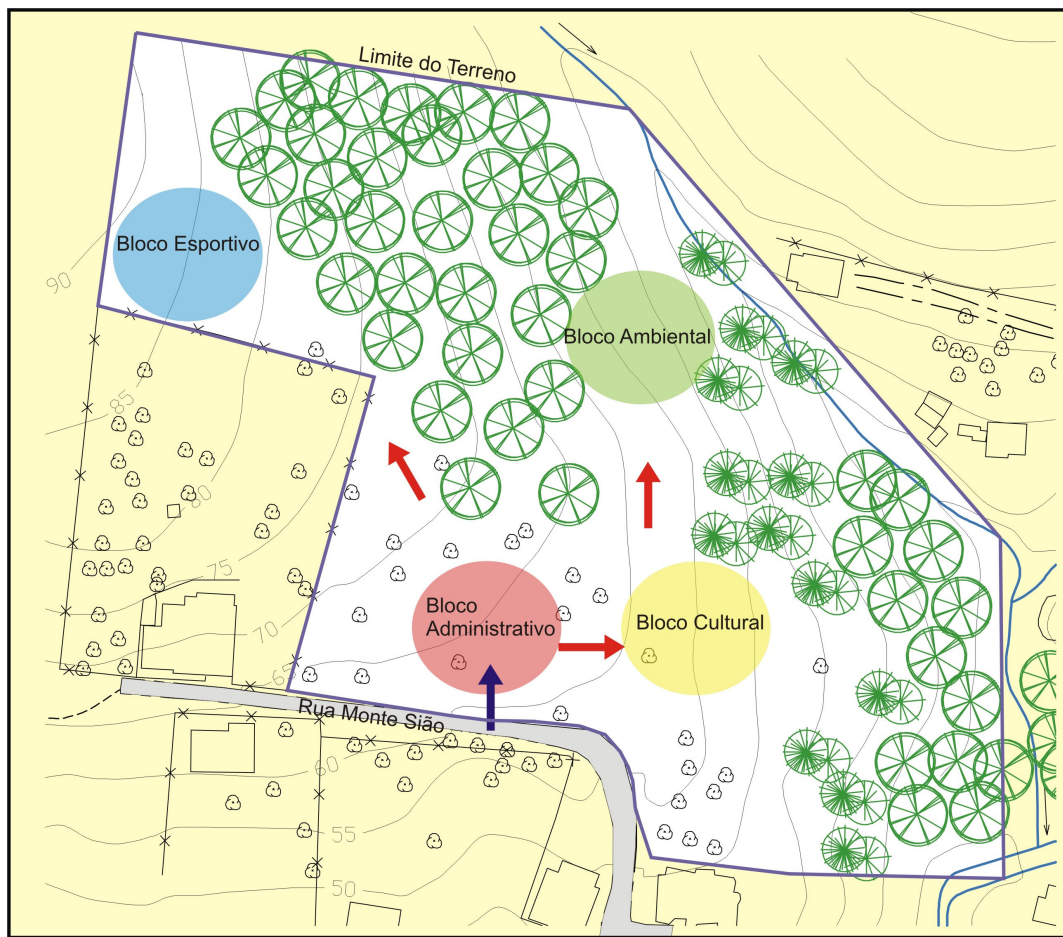 Limite do Terreno
Bloco Esportivo
90
Bloco Ambiental
85
80
75
Bloco
Administrativo
Bloco Cultural
70
65
Rua Monte Sião
60
55
50